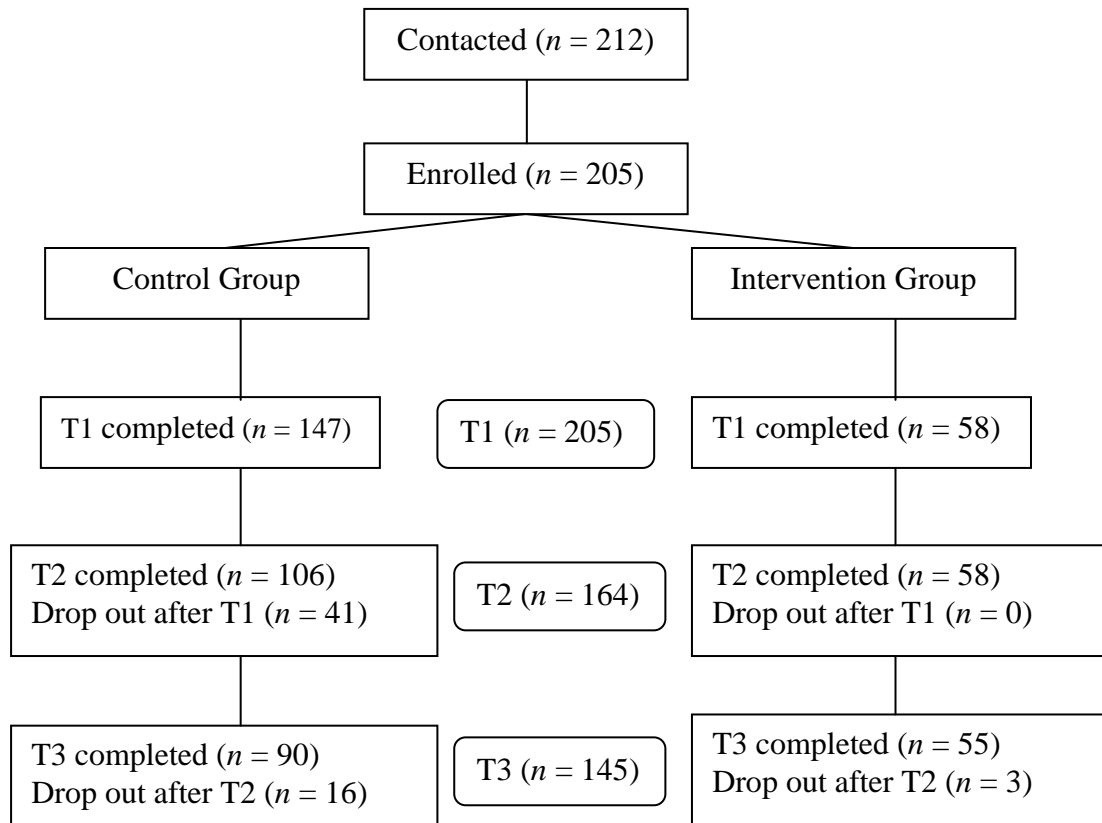 Contacted (n = 212)
Enrolled (n = 205)
Control Group
Intervention Group
T1 completed (n = 147)
T1 (n = 205)
T1 completed (n = 58)
T2 completed (n = 106)
Drop out after T1 (n = 41)
T2 (n = 164)
T2 completed (n = 58)
Drop out after T1 (n = 0)
T3 completed (n = 90)
Drop out after T2 (n = 16)
T3 (n = 145)
T3 completed (n = 55)
Drop out after T2 (n = 3)